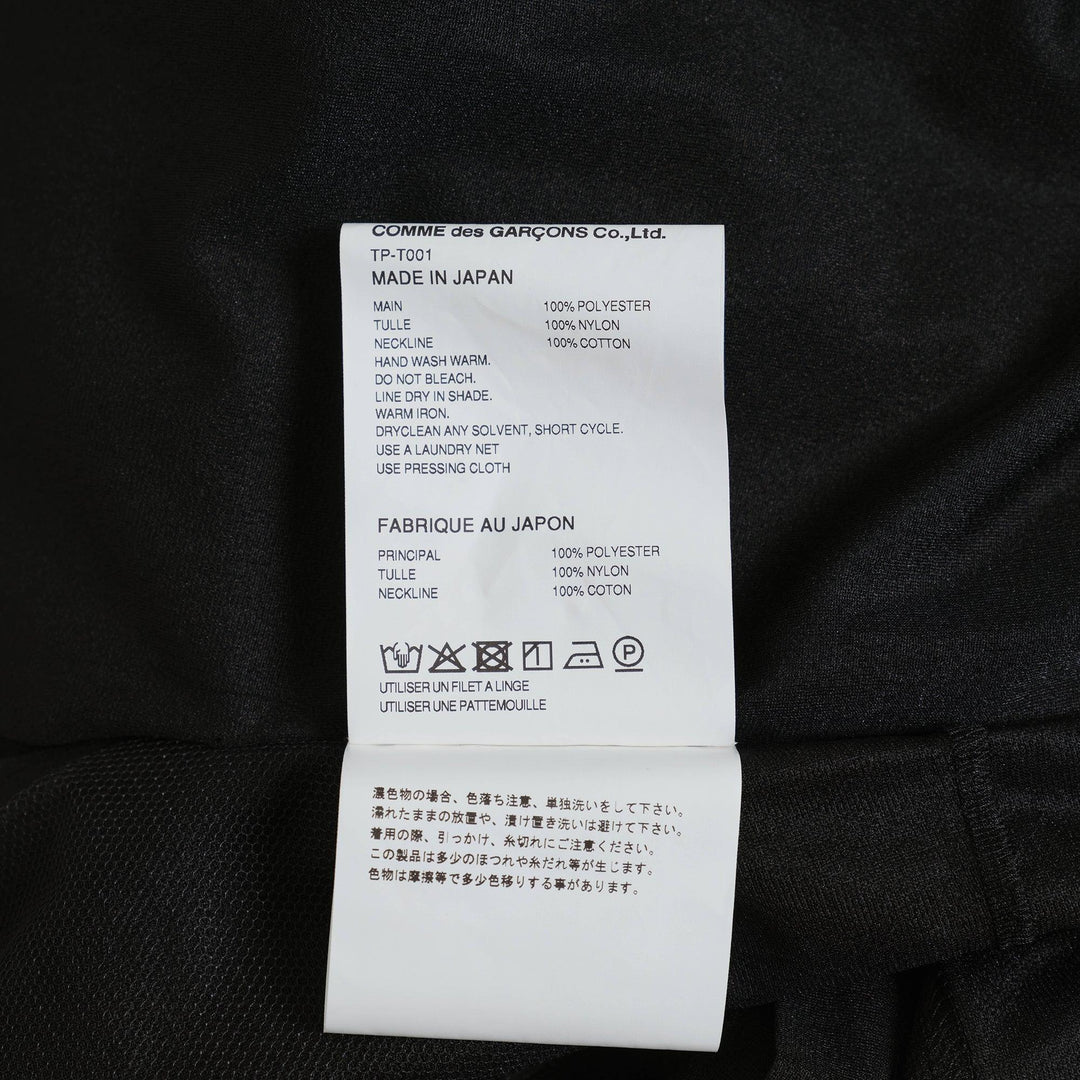 COMME des GARÇONS Co.,Ltd.
TP-T001
MADE IN JAPAN
MAIN 100% POLYESTER
TULLE 100% NYLON
NECKLINE 100% COTTON
HAND WASH WARM.
DO NOT BLEACH.
LINE DRY IN SHADE.
WARM IRON.
DRYCLEAN ANY SOLVENT, SHORT CYCLE.
USE A LAUNDRY NET
USE PRESSING CLOTH
FABRIQUE AU JAPON
PRINCIPAL 100% POLYESTER
TULLE 100% NYLON
NECKLINE 100% COTON
P
UTILISER UN FILET A LINGE
UTILISER UNE PATTEMOUILLE
濃色物の場合、色落ち注意、単独洗いをして下さい。
濡れたままの放置や、漬け置き洗いは避けて下さい。
着用の際、引っかけ、糸切れにご注意ください。
この製品は多少のほつれや糸だれ等が生じます。
色物は摩擦等で多少色移りする事があります。